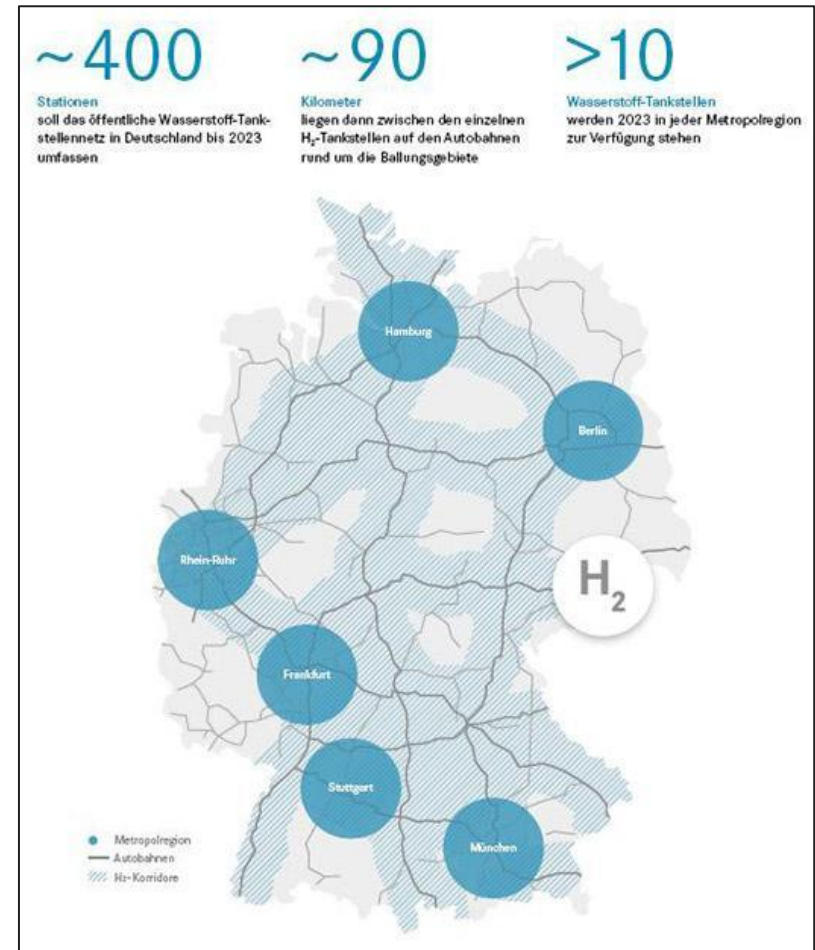 ~400
Stationen
soll das öffentliche Wasserstoff-Tank-
stellennetz in Deutschland bis 2023
umfassen
~90
Kilometer
liegen dann zwischen den einzelnen
H₂-Tankstellen auf den Autobahnen
rund um die Ballungsgebiete
>10
Wasserstoff-Tankstellen
werden 2023 in jeder Metropolregion
zur Verfügung stehen
Hamburg
Berlin
Rhein-Ruhr
H₂
Frankfurt
Stuttgart
München
Metropolregion
Autobahnen
H₂-Korridore